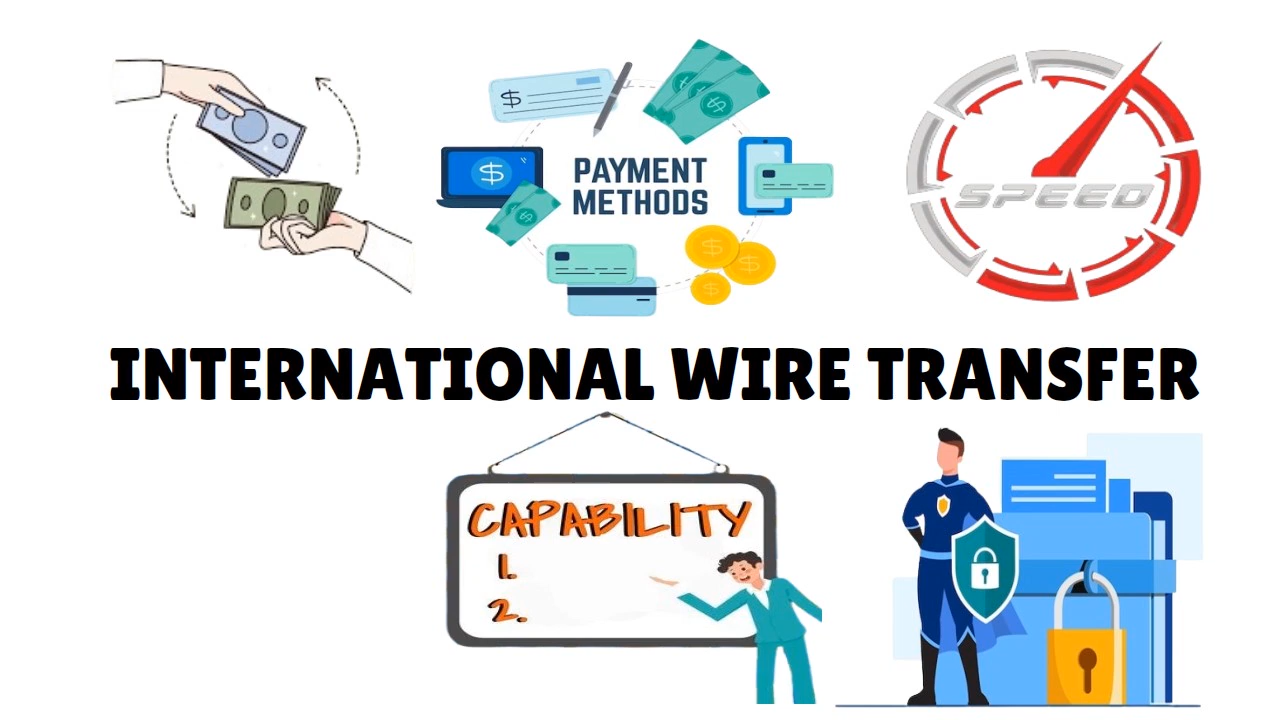 $
PAYMENT
METHODS
$
$
$
$
$
$
SPEED
INTERNATIONAL WIRE TRANSFER
CAPABILITY
1.
2.